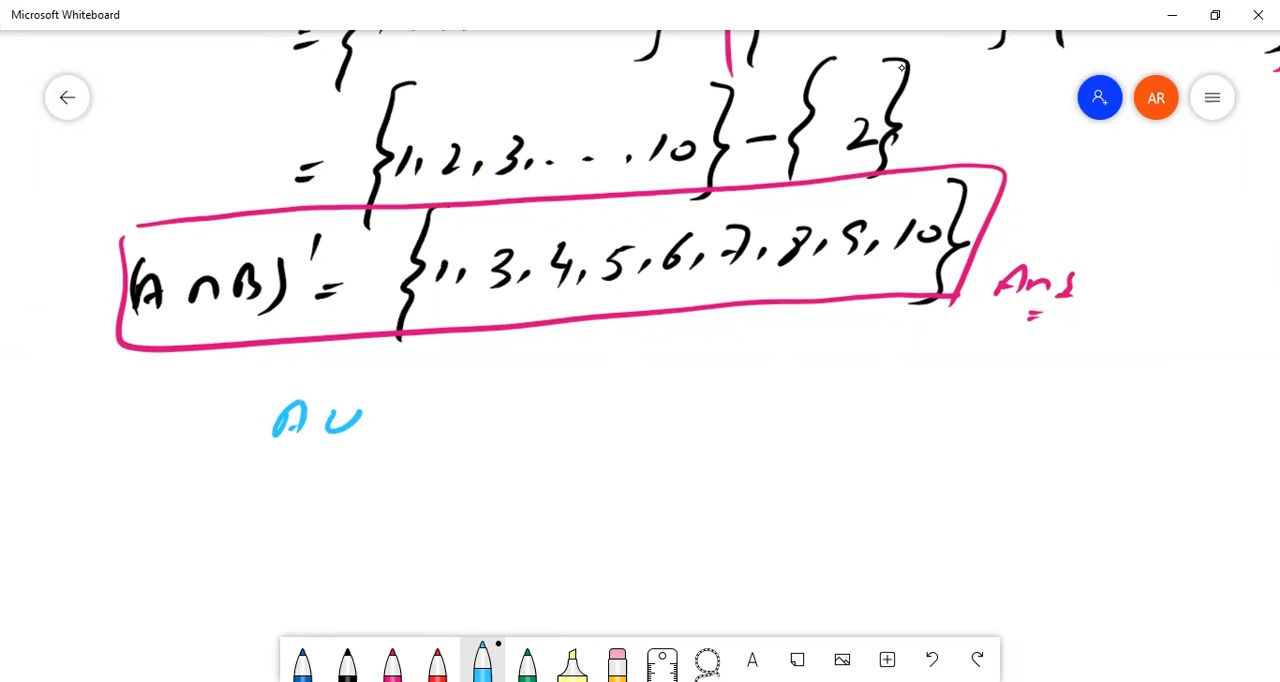 Microsoft Whiteboard
= {
AR
= {1, 2, 3, . . . , 10} - { 2}
(A ∩ B)' = {1, 3, 4, 5, 6, 7, 8, 9, 10}
Ans
=
A ∪
A